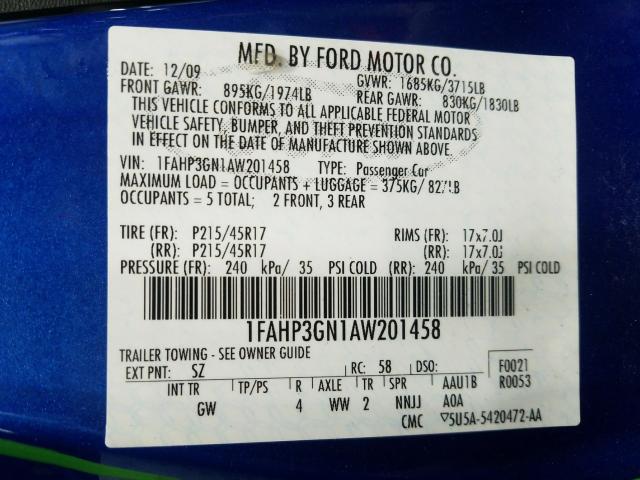 MFD. BY FORD MOTOR CO.
DATE: 12/09 GVWR: 1685KG/3715LB
FRONT GAWR: 895KG/1974LB REAR GAWR: 830KG/1830LB
THIS VEHICLE CONFORMS TO ALL APPLICABLE FEDERAL MOTOR
VEHICLE SAFETY, BUMPER, AND THEFT PREVENTION STANDARDS
IN EFFECT ON THE DATE OF MANUFACTURE SHOWN ABOVE.
VIN: 1FAHP3GN1AW201458 TYPE: Passenger Car
MAXIMUM LOAD = OCCUPANTS + LUGGAGE = 375KG/ 827LB
OCCUPANTS = 5 TOTAL; 2 FRONT, 3 REAR
TIRE (FR): P215/45R17 RIMS (FR): 17x7.0J
(RR): P215/45R17 (RR): 17x7.0J
PRESSURE (FR): 240 kPa/ 35 PSI COLD (RR): 240 kPa/ 35 PSI COLD
1FAHP3GN1AW201458
TRAILER TOWING - SEE OWNER GUIDE
EXT PNT: SZ RC: 58 DSO: F0021
INT TR TP/PS R AXLE TR SPR AAU1B R0053
GW 4 WW 2 NNJJ A0A
CMC ▽5U5A-5420472-AA